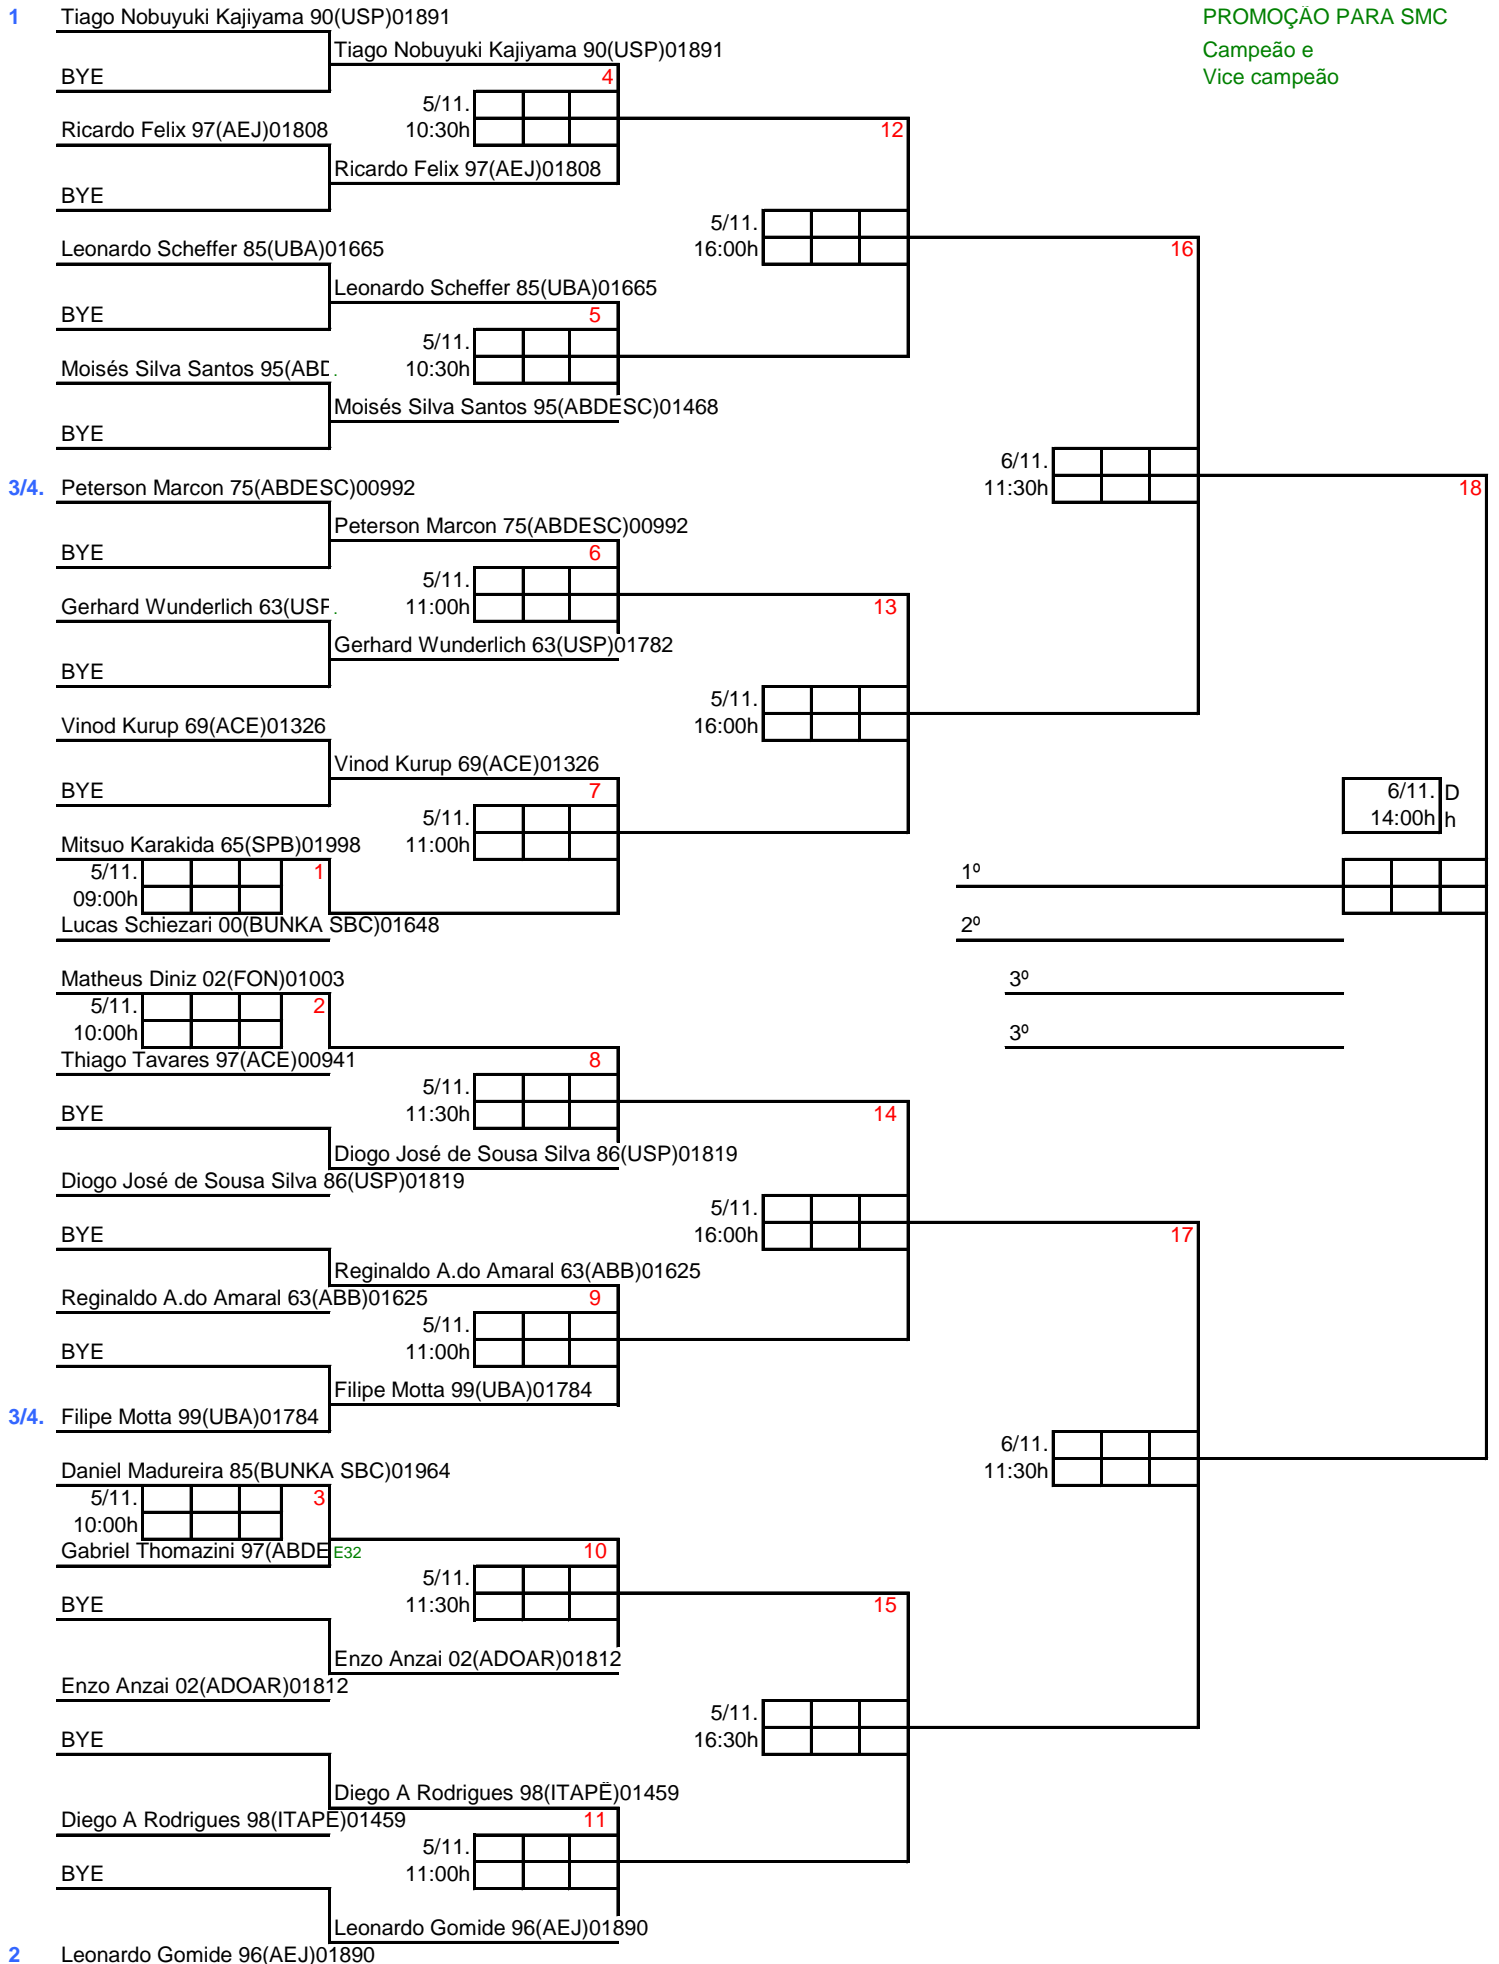 1 Tiago Nobuyuki Kajiyama 90(USP)01891 PROMOÇÃO PARA SMC
Tiago Nobuyuki Kajiyama 90(USP)01891 Campeão e
BYE 4 Vice campeão
5/11.
Ricardo Felix 97(AEJ)01808 10:30h 12
Ricardo Felix 97(AEJ)01808
BYE
5/11.
Leonardo Scheffer 85(UBA)01665 16:00h 16
Leonardo Scheffer 85(UBA)01665
BYE 5
5/11.
Moisés Silva Santos 95(ABD. 10:30h
Moisés Silva Santos 95(ABDESC)01468
BYE
6/11.
3/4. Peterson Marcon 75(ABDESC)00992 11:30h 18
Peterson Marcon 75(ABDESC)00992
BYE 6
5/11.
Gerhard Wunderlich 63(USP. 11:00h 13
Gerhard Wunderlich 63(USP)01782
BYE
5/11.
Vinod Kurup 69(ACE)01326 16:00h
Vinod Kurup 69(ACE)01326
BYE 7 6/11. D
5/11. 14:00h h
Mitsuo Karakida 65(SPB)01998 11:00h
5/11. 1 1º
09:00h
Lucas Schiezari 00(BUNKA SBC)01648 2º
Matheus Diniz 02(FON)01003 3º
5/11. 2
10:00h 3º
Thiago Tavares 97(ACE)00941 8
5/11.
BYE 11:30h 14
Diogo José de Sousa Silva 86(USP)01819
Diogo José de Sousa Silva 86(USP)01819
5/11.
BYE 16:00h 17
Reginaldo A.do Amaral 63(ABB)01625
Reginaldo A.do Amaral 63(ABB)01625 9
5/11.
BYE 11:00h
Filipe Motta 99(UBA)01784
3/4. Filipe Motta 99(UBA)01784
6/11.
Daniel Madureira 85(BUNKA SBC)01964 11:30h
5/11. 3
10:00h
Gabriel Thomazini 97(ABDE E32 10
5/11.
BYE 11:30h 15
Enzo Anzai 02(ADOAR)01812
Enzo Anzai 02(ADOAR)01812
5/11.
BYE 16:30h
Diego A Rodrigues 98(ITAPÊ)01459
Diego A Rodrigues 98(ITAPÊ)01459 11
5/11.
BYE 11:00h
Leonardo Gomide 96(AEJ)01890
2 Leonardo Gomide 96(AEJ)01890